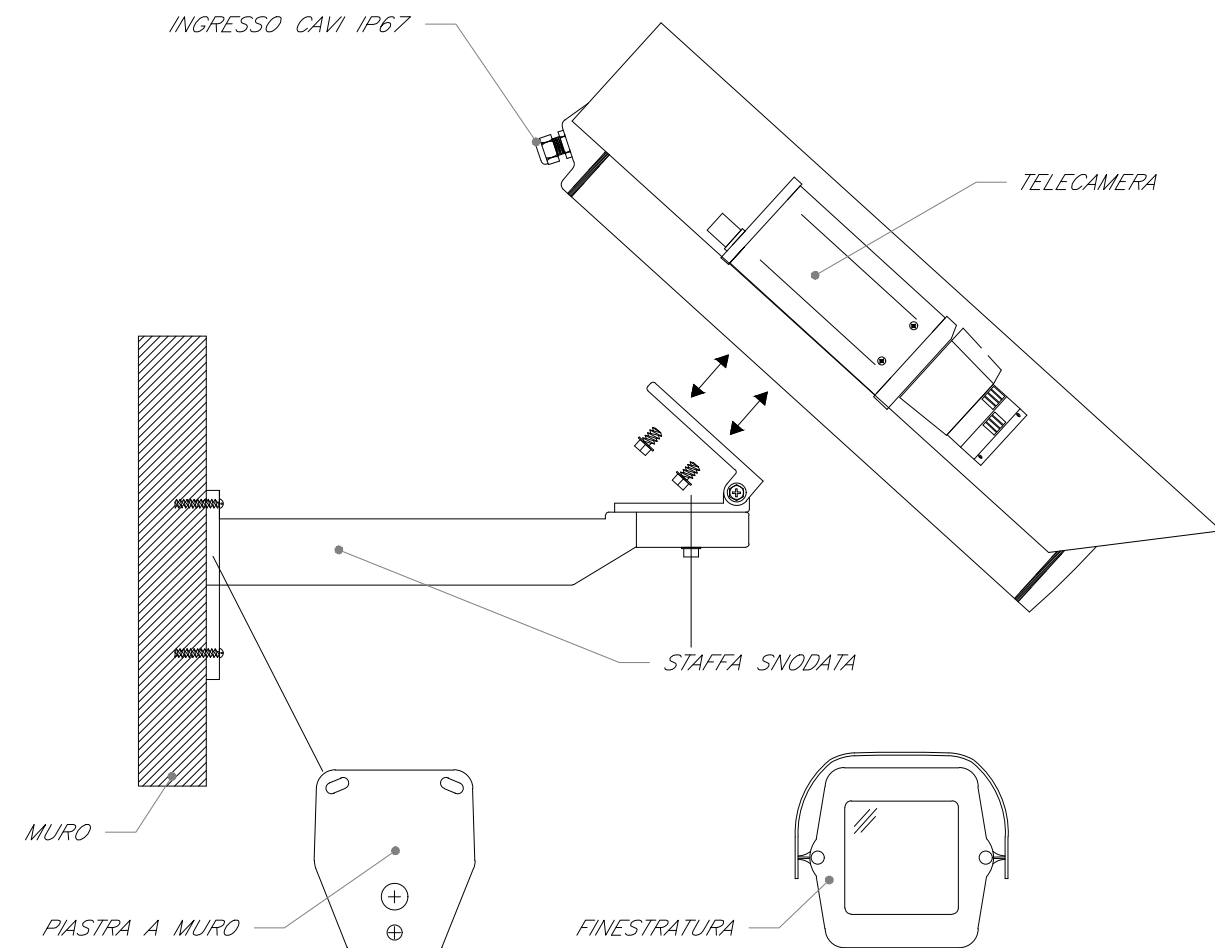 INGRESSO CAVI IP67
TELECAMERA
STAFFA SNODATA
MURO
PIASTRA A MURO
FINESTRATURA